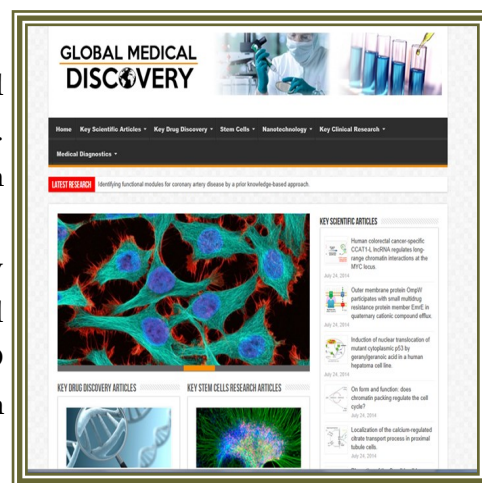 GLOBAL MEDICAL
DISCOVERY
Home Key Scientific Articles Key Drug Discovery Stem Cells Nanotechnology Key Clinical Research
Medical Diagnostics
LATEST RESEARCH Identifying functional modules for coronary artery disease by a prior knowledge-based approach.
KEY SCIENTIFIC ARTICLES
Human colorectal cancer-specific
CCAT1-L lncRNA regulates long-
range chromatin interactions at the
MYC locus.
July 24, 2014
Outer membrane protein OmpW
participates with small multidrug
resistance protein member EmrE in
quaternary cationic compound efflux.
July 24, 2014
Induction of nuclear translocation of
mutant cytoplasmic p53 by
geranylgeranoic acid in a human
hepatoma cell line.
July 24, 2014
On form and function: does
chromatin packing regulate the cell
cycle?
July 24, 2014
Localization of the calcium-regulated
citrate transport process in proximal
tubule cells.
July 24, 2014
KEY DRUG DISCOVERY ARTICLES
KEY STEM CELLS RESEARCH ARTICLES